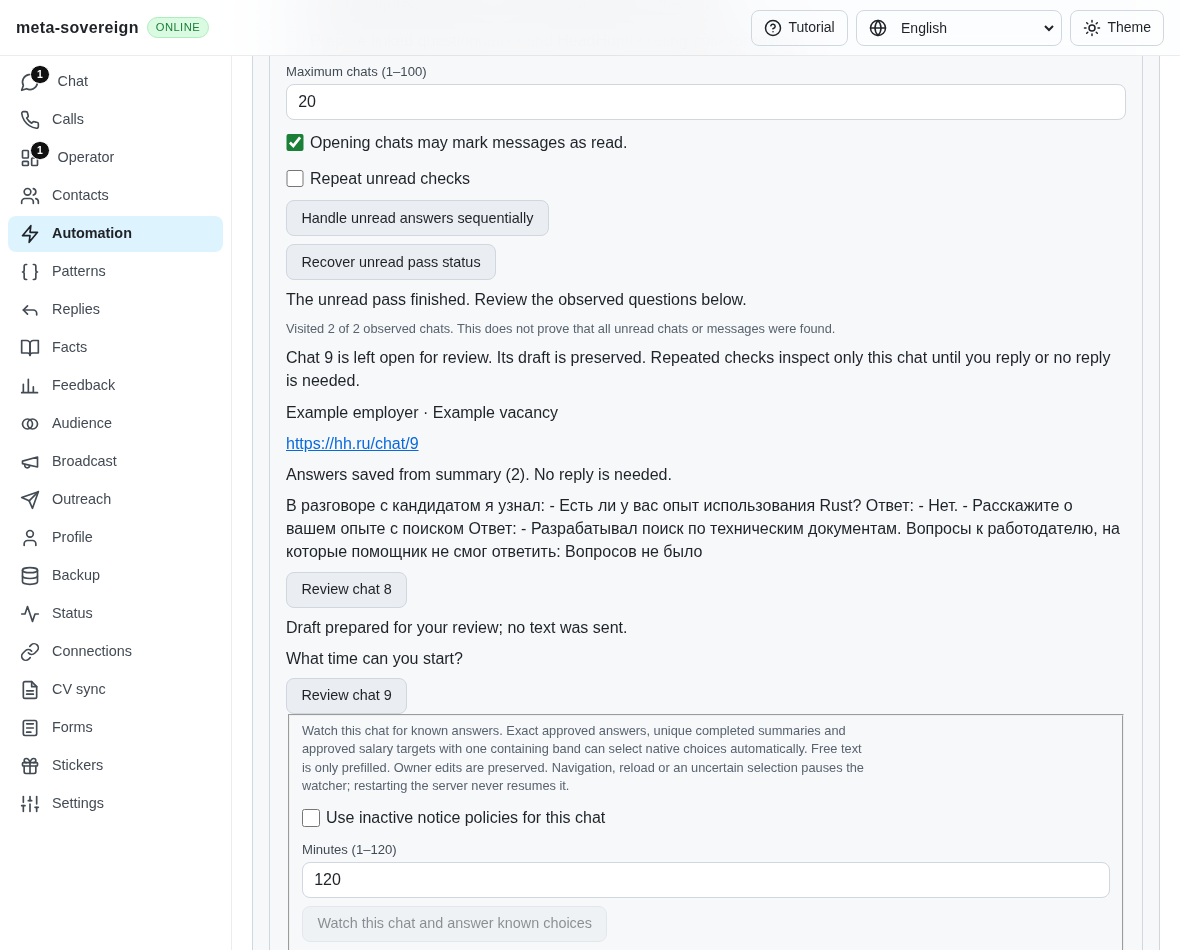 meta-sovereign ONLINE
Tutorial
English
Theme
1 Chat
Calls
1 Operator
Contacts
Automation
Patterns
Replies
Facts
Feedback
Audience
Broadcast
Outreach
Profile
Backup
Status
Connections
CV sync
Forms
Stickers
Settings
Maximum chats (1–100)
20
Opening chats may mark messages as read.
Repeat unread checks
Handle unread answers sequentially
Recover unread pass status
The unread pass finished. Review the observed questions below.
Visited 2 of 2 observed chats. This does not prove that all unread chats or messages were found.
Chat 9 is left open for review. Its draft is preserved. Repeated checks inspect only this chat until you reply or no reply
is needed.
Example employer · Example vacancy
https://hh.ru/chat/9
Answers saved from summary (2). No reply is needed.
В разговоре с кандидатом я узнал: - Есть ли у вас опыт использования Rust? Ответ: - Нет. - Расскажите о
вашем опыте с поиском Ответ: - Разрабатывал поиск по техническим документам. Вопросы к работодателю, на
которые помощник не смог ответить: Вопросов не было
Review chat 8
Draft prepared for your review; no text was sent.
What time can you start?
Review chat 9
Watch this chat for known answers. Exact approved answers, unique completed summaries and
approved salary targets with one containing band can select native choices automatically. Free text
is only prefilled. Owner edits are preserved. Navigation, reload or an uncertain selection pauses the
watcher; restarting the server never resumes it.
Use inactive notice policies for this chat
Minutes (1–120)
120
Watch this chat and answer known choices